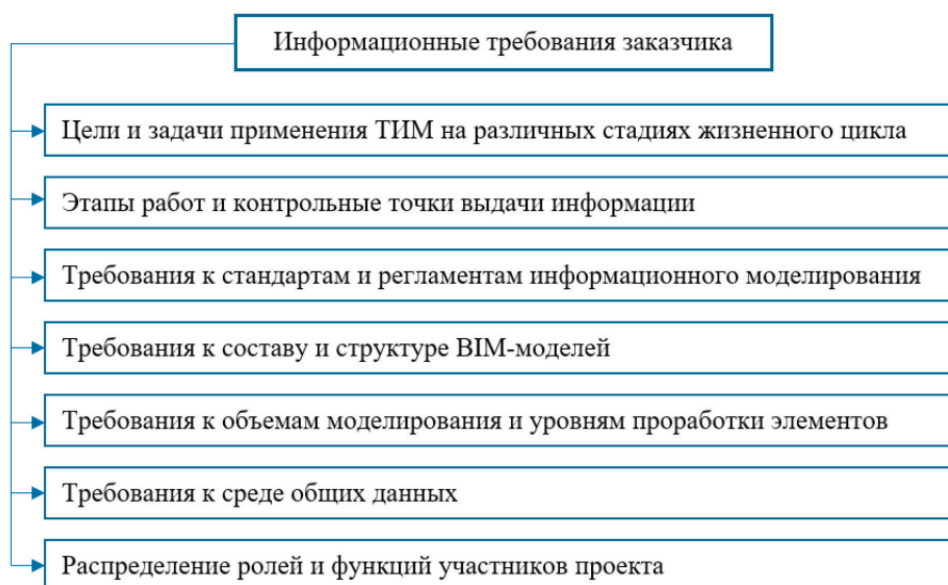 Информационные требования заказчика
Цели и задачи применения ТИМ на различных стадиях жизненного цикла
Этапы работ и контрольные точки выдачи информации
Требования к стандартам и регламентам информационного моделирования
Требования к составу и структуре BIM-моделей
Требования к объемам моделирования и уровням проработки элементов
Требования к среде общих данных
Распределение ролей и функций участников проекта